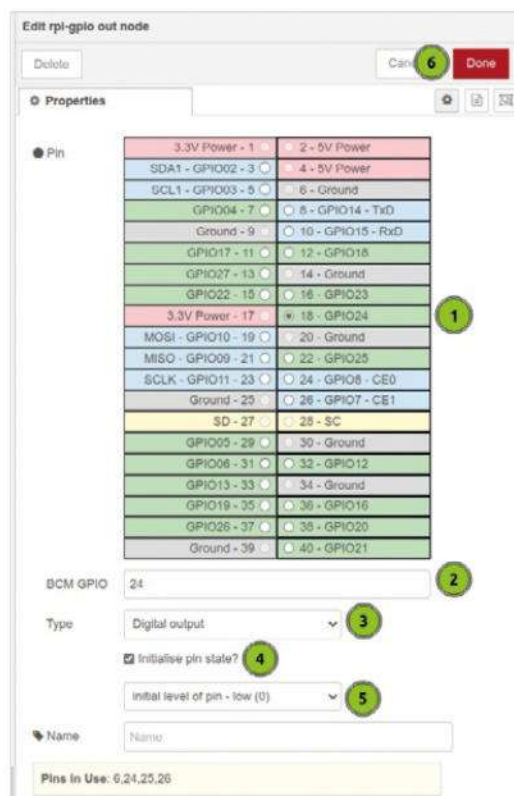 Edit rpi-gpio out node
Delete
Canc
6
Done
Properties
Pin
3.3V Power - 1
2 - 5V Power
SDA1 - GPIO02 - 3
4 - 5V Power
SCL1 - GPIO03 - 5
6 - Ground
GPIO04 - 7
8 - GPIO14 - TxD
Ground - 9
10 - GPIO15 - RxD
GPIO17 - 11
12 - GPIO18
GPIO27 - 13
14 - Ground
GPIO22 - 15
16 - GPIO23
3.3V Power - 17
18 - GPIO24
1
MOSI - GPIO10 - 19
20 - Ground
MISO - GPIO09 - 21
22 - GPIO25
SCLK - GPIO11 - 23
24 - GPIO8 - CE0
Ground - 25
26 - GPIO7 - CE1
SD - 27
28 - SC
GPIO05 - 29
30 - Ground
GPIO06 - 31
32 - GPIO12
GPIO13 - 33
34 - Ground
GPIO19 - 35
36 - GPIO16
GPIO26 - 37
38 - GPIO20
Ground - 39
40 - GPIO21
BCM GPIO
24
2
Type
Digital output
3
Initialise pin state?
4
initial level of pin - low (0)
5
Name
Name
Pins in Use: 6,24,25,26